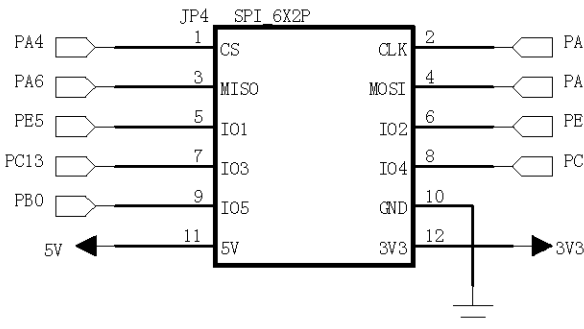 JP4 SPI_6X2P
PA4 1 CS CLK 2 PA
PA6 3 MISO MOSI 4 PA
PE5 5 IO1 IO2 6 PE
PC13 7 IO3 IO4 8 PC
PB0 9 IO5 GND 10
5V 11 5V 3V3 12 3V3